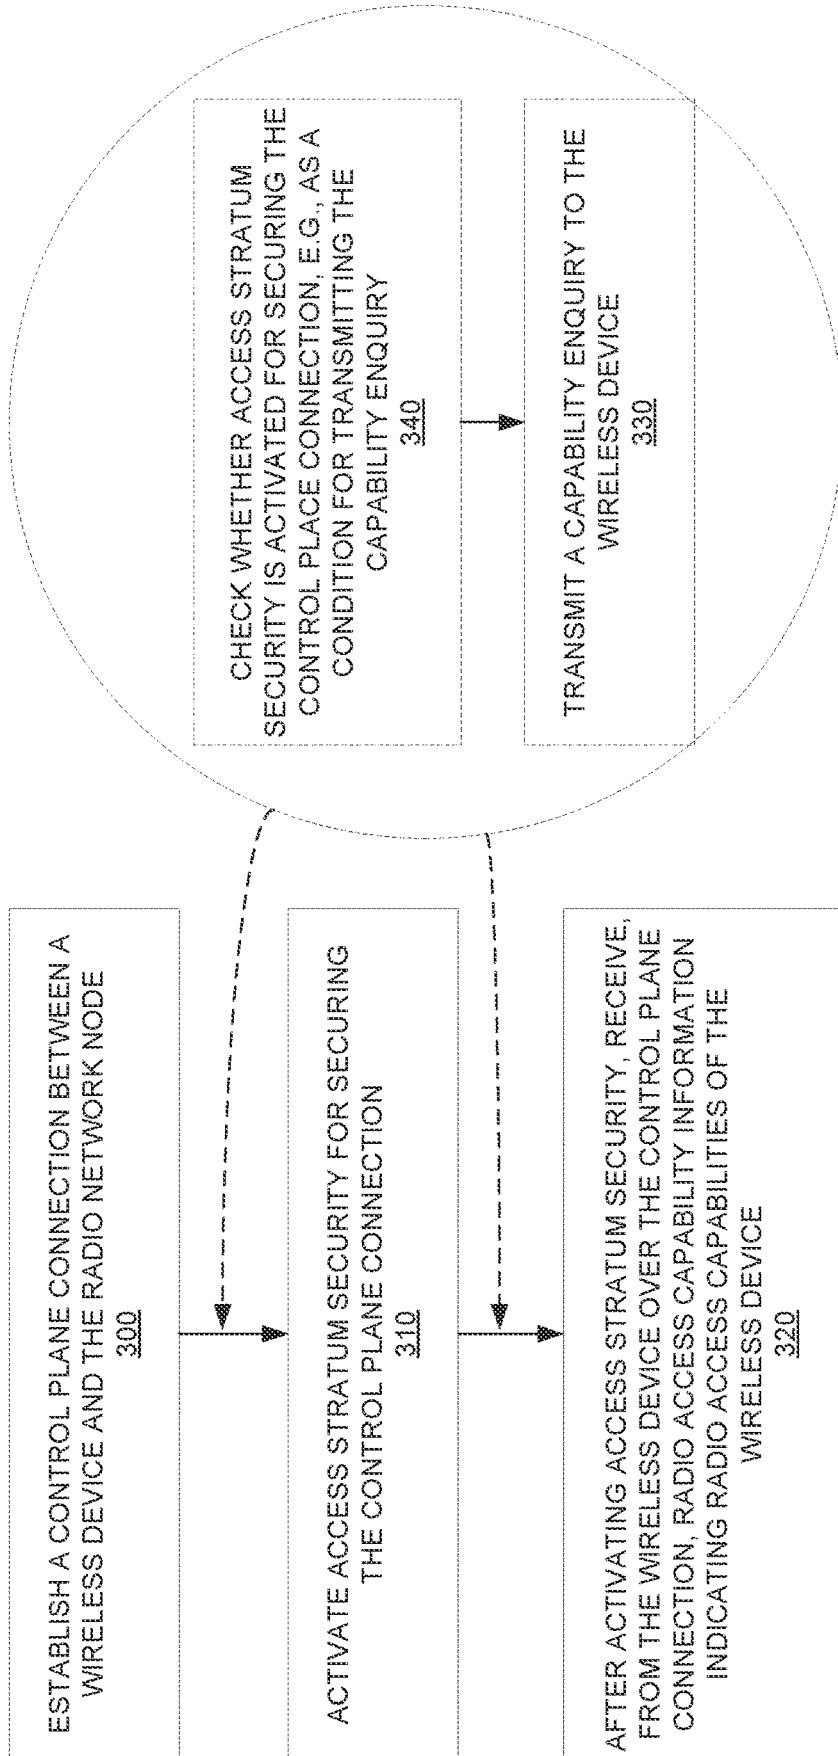 ESTABLISH A CONTROL PLANE CONNECTION BETWEEN A
WIRELESS DEVICE AND THE RADIO NETWORK NODE
300
ACTIVATE ACCESS STRATUM SECURITY FOR SECURING
THE CONTROL PLANE CONNECTION
310
AFTER ACTIVATING ACCESS STRATUM SECURITY, RECEIVE,
FROM THE WIRELESS DEVICE OVER THE CONTROL PLANE
CONNECTION, RADIO ACCESS CAPABILITY INFORMATION
INDICATING RADIO ACCESS CAPABILITIES OF THE
WIRELESS DEVICE
320
CHECK WHETHER ACCESS STRATUM
SECURITY IS ACTIVATED FOR SECURING THE
CONTROL PLACE CONNECTION, E.G., AS A
CONDITION FOR TRANSMITTING THE
CAPABILITY ENQUIRY
340
TRANSMIT A CAPABILITY ENQUIRY TO THE
WIRELESS DEVICE
330